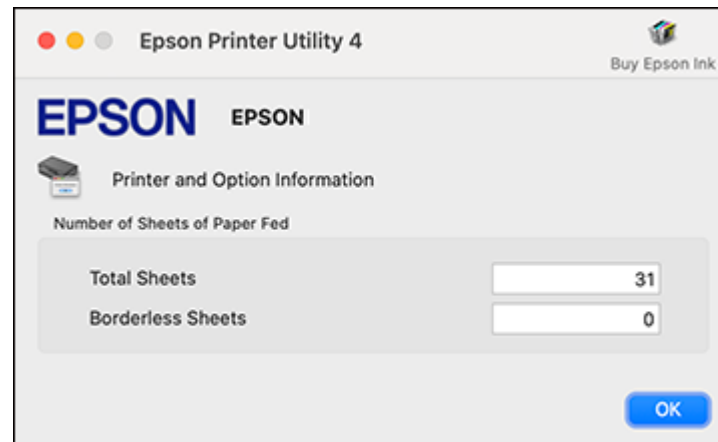 Epson Printer Utility 4
Buy Epson Ink
EPSON EPSON
Printer and Option Information
Number of Sheets of Paper Fed
Total Sheets 31
Borderless Sheets 0
OK